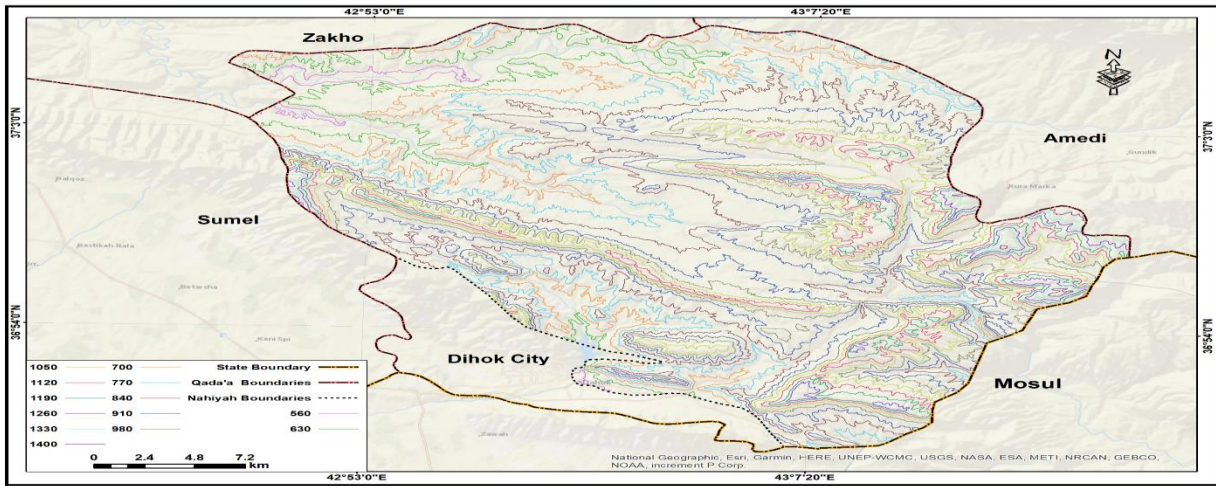 42°53'0"E
43°7'20"E
Zakho
N
37°3'0"N
Amedi
37°3'0"N
Sumel
36°54'0"N
36°54'0"N
Dihok City
Mosul
1050
700
State Boundary
1120
770
Qada'a Boundaries
1190
840
Nahiyah Boundaries
1260
910
560
1330
980
630
1400
Zawah
0 2.4 4.8 7.2
km
National Geographic, Esri, Garmin, HERE, UNEP-WCMC, USGS, NASA, ESA, METI, NRCAN, GEBCO,
NOAA, increment P Corp.
42°53'0"E
43°7'20"E